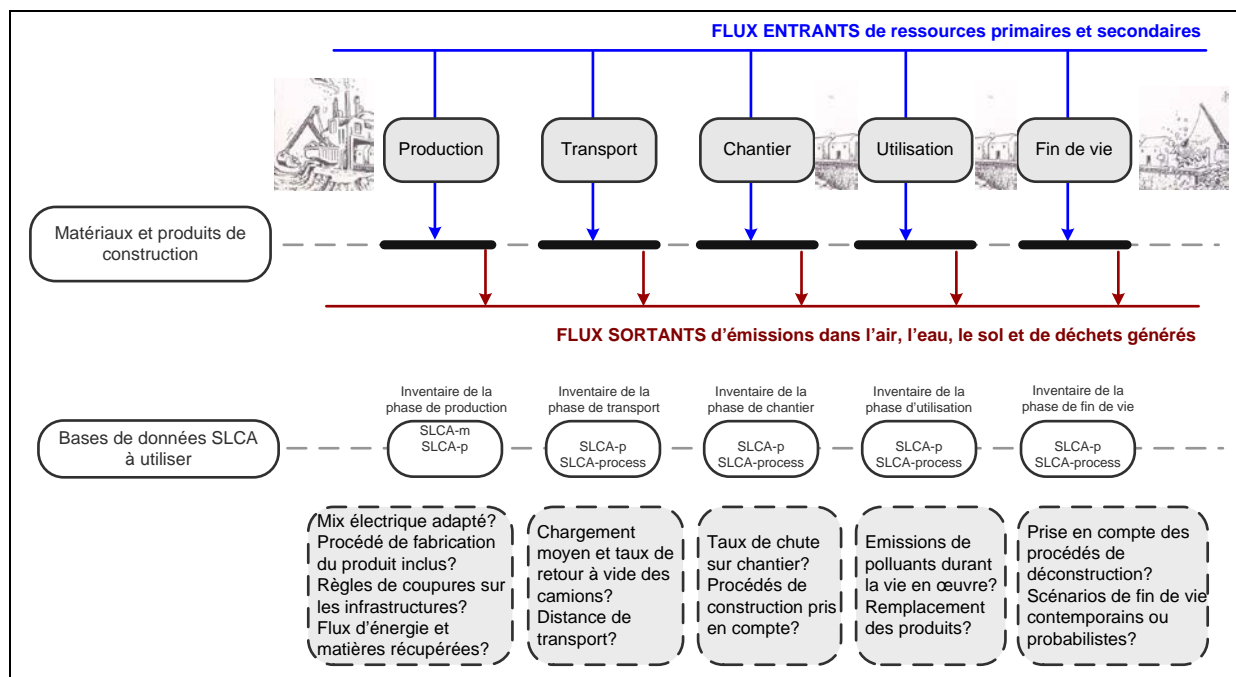 FLUX ENTRANTS de ressources primaires et secondaires
Production
Transport
Chantier
Utilisation
Fin de vie
Matériaux et produits de
construction
FLUX SORTANTS d'émissions dans l'air, l'eau, le sol et de déchets générés
Inventaire de la
phase de production
Inventaire de la
phase de transport
Inventaire de la
phase de chantier
Inventaire de la
phase d'utilisation
Inventaire de la
phase de fin de vie
Bases de données SLCA
à utiliser
SLCA-m
SLCA-p
SLCA-p
SLCA-process
SLCA-p
SLCA-process
SLCA-p
SLCA-process
SLCA-p
SLCA-process
Mix électrique adapté?
Procédé de fabrication
du produit inclus?
Règles de coupures sur
les infrastructures?
Flux d'énergie et
matières récupérées?
Chargement
moyen et taux de
retour à vide des
camions?
Distance de
transport?
Taux de chute
sur chantier?
Procédés de
construction pris
en compte?
Emissions de
polluants durant
la vie en œuvre?
Remplacement
des produits?
Prise en compte des
procédés de
déconstruction?
Scénarios de fin de vie
contemporains ou
probabilistes?